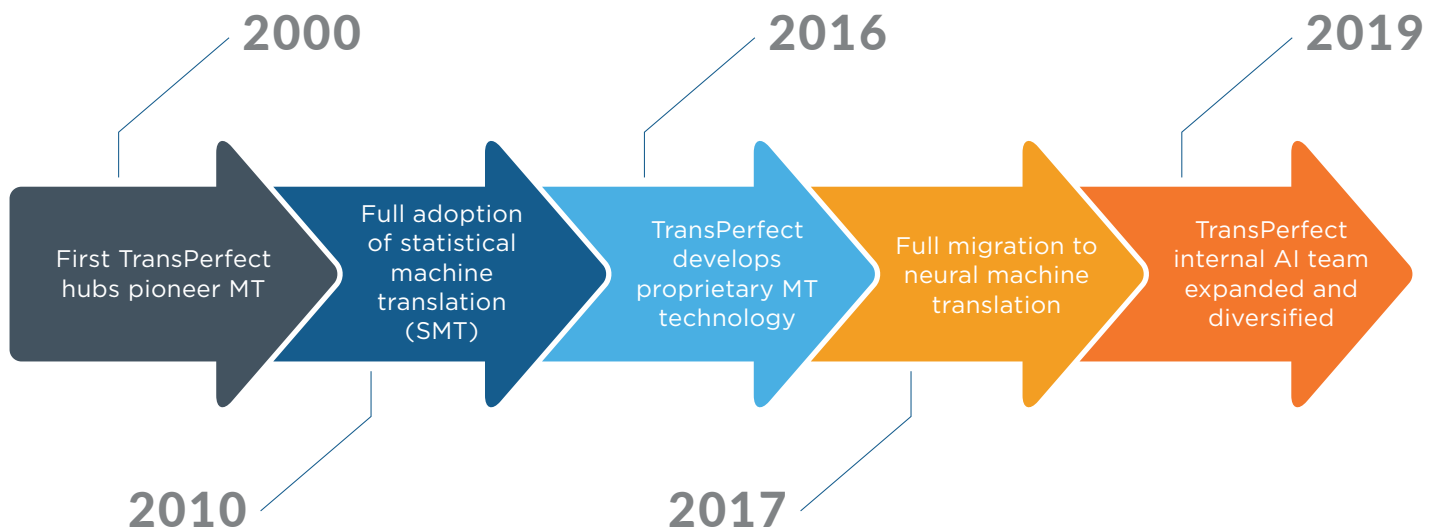 2000
2016
2019
First TransPerfect
hubs pioneer MT
Full adoption
of statistical
machine
translation
(SMT)
TransPerfect
develops
proprietary MT
technology
Full migration to
neural machine
translation
TransPerfect
internal AI team
expanded and
diversified
2010
2017